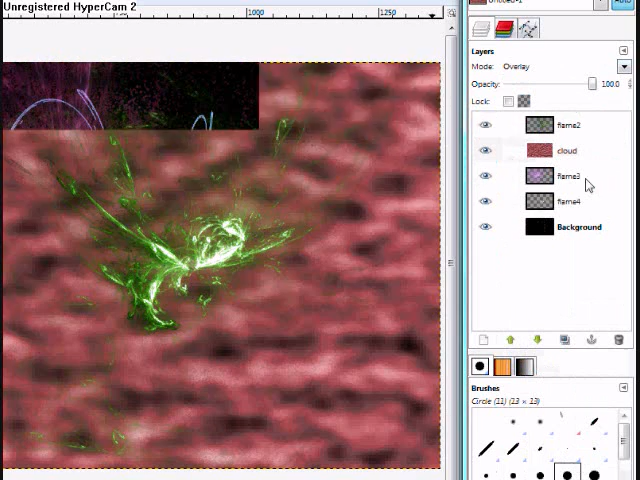 Unregistered HyperCam 2
1000
1250
Layers
Mode: Overlay
Opacity: 100.0
Lock:
flame2
cloud
flame3
flame4
Background
Brushes
Circle (11) (13 × 13)